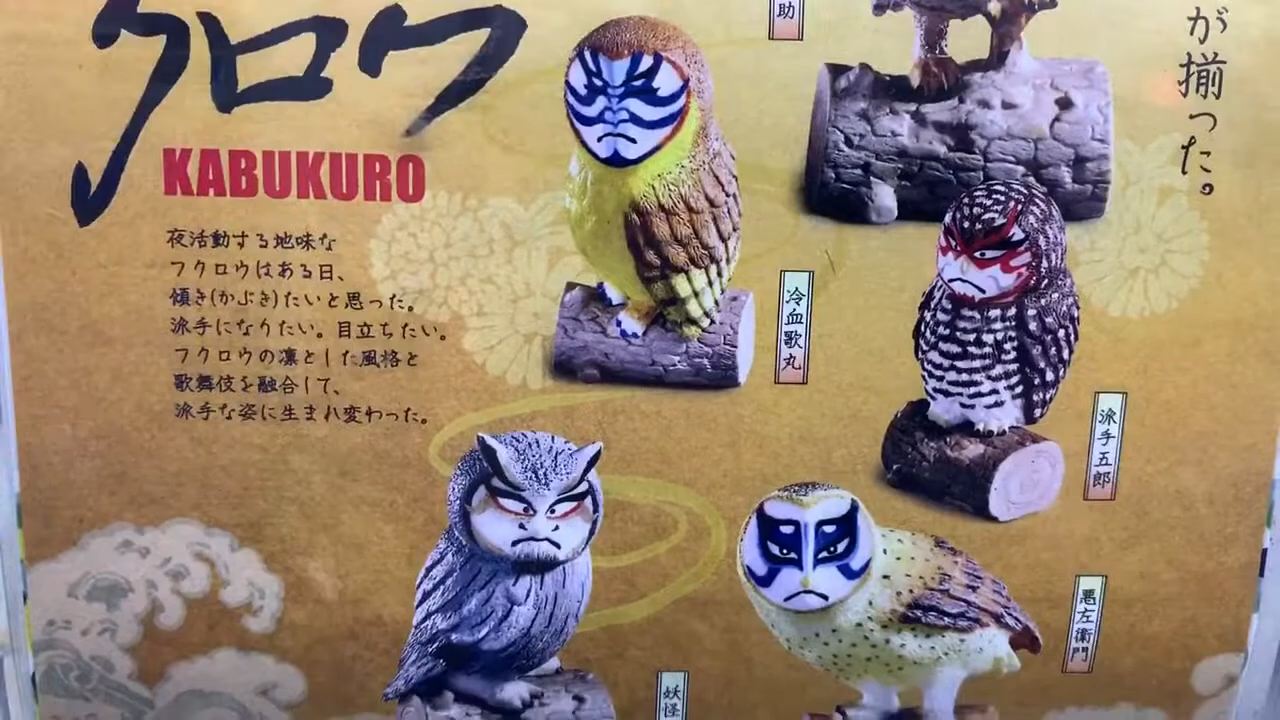 クロウ
KABUKURO
夜活動する地味な
フクロウはある日、
傾き(かぶき)たいと思った。
派手になりたい。目立ちたい。
フクロウの凛とした風格と
歌舞伎を融合して、
派手な姿に生まれ変わった。
が揃った。
助
冷血歌丸
派手五郎
悪左衛門
妖怪